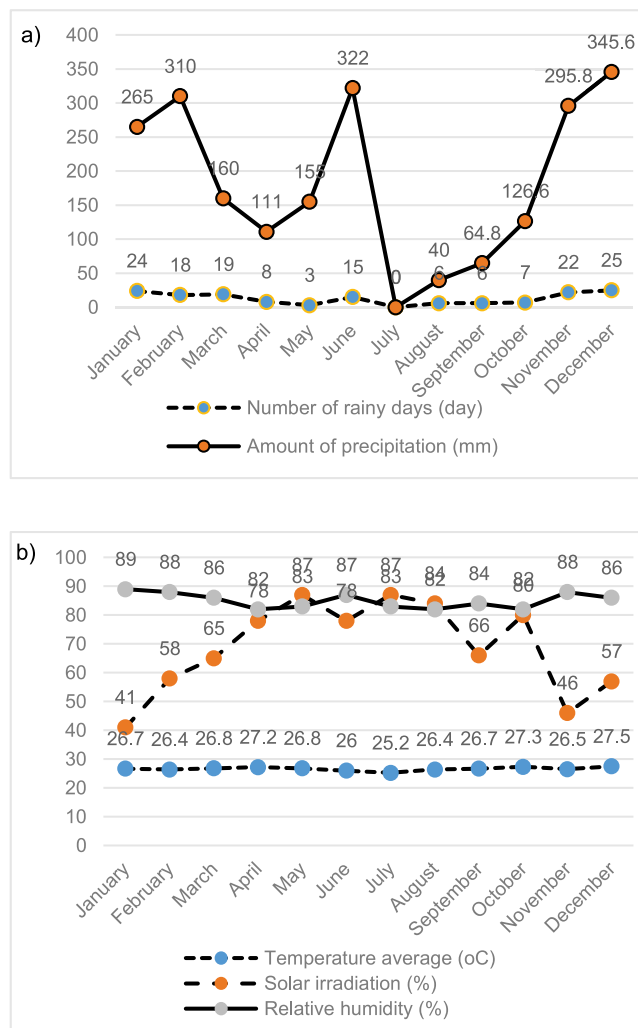 a)
400
350
300
250
200
150
100
50
0
265
310
160
111
155
322
0
40
64.8
126.6
295.8
345.6
24
18
19
8
3
15
6
6
7
22
25
January
February
March
April
May
June
July
August
September
October
November
December
Number of rainy days (day)
Amount of precipitation (mm)
b)
100
90
80
70
60
50
40
30
20
10
0
89
88
86
82
83
87
83
82
84
82
88
86
41
58
65
78
87
78
87
84
66
80
46
57
26.7
26.4
26.8
27.2
26.8
26
25.2
26.4
26.7
27.3
26.5
27.5
January
February
March
April
May
June
July
August
September
October
November
December
Temperature average (oC)
Solar irradiation (%)
Relative humidity (%)